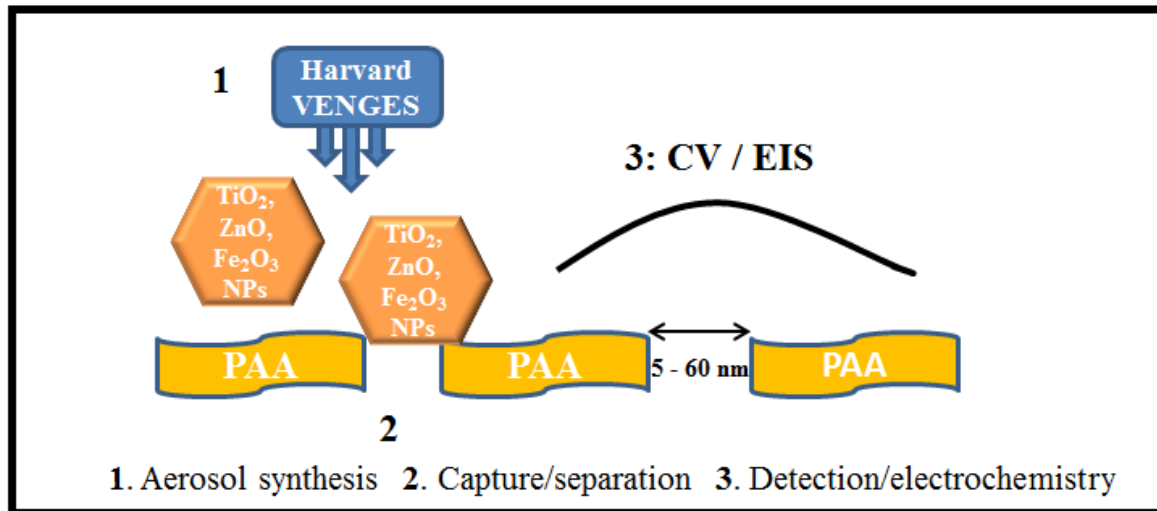 1
Harvard
VENGES
3: CV / EIS
TiO₂,
ZnO,
Fe₂O₃
NPs
TiO₂,
ZnO,
Fe₂O₃
NPs
PAA
PAA
5 - 60 nm
PAA
2
1. Aerosol synthesis 2. Capture/separation 3. Detection/electrochemistry